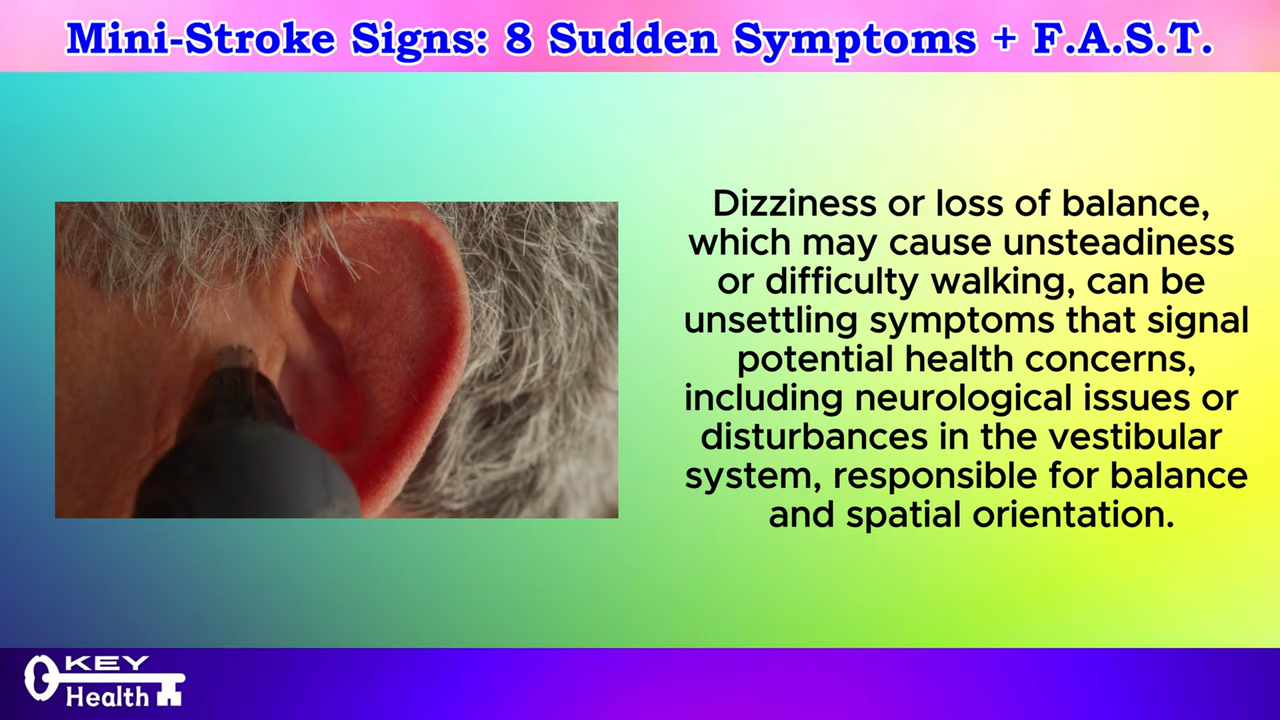 Mini-Stroke Signs: 8 Sudden Symptoms + F.A.S.T.
Dizziness or loss of balance,
which may cause unsteadiness
or difficulty walking, can be
unsettling symptoms that signal
potential health concerns,
including neurological issues or
disturbances in the vestibular
system, responsible for balance
and spatial orientation.
KEY
Health